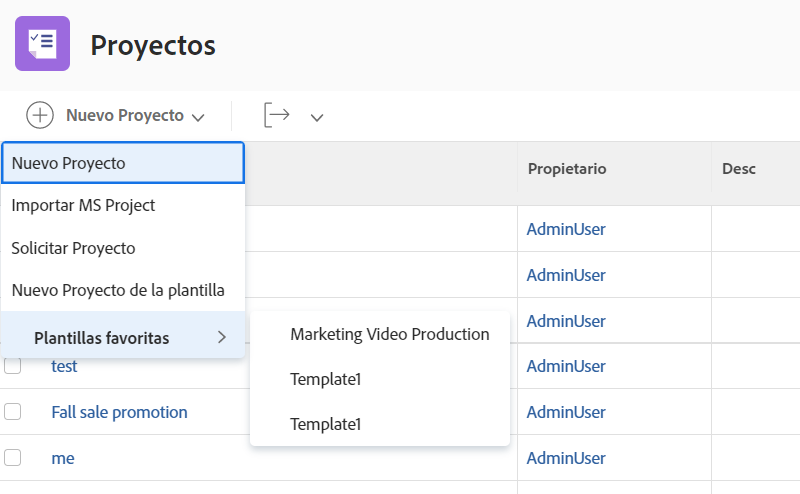 Proyectos
Nuevo Proyecto
Nuevo Proyecto
Propietario Desc
Importar MS Project
AdminUser
Solicitar Proyecto
AdminUser
Nuevo Proyecto de la plantilla
AdminUser
Plantillas favoritas
Marketing Video Production
test
AdminUser
Template1
Fall sale promotion
AdminUser
Template1
me
AdminUser